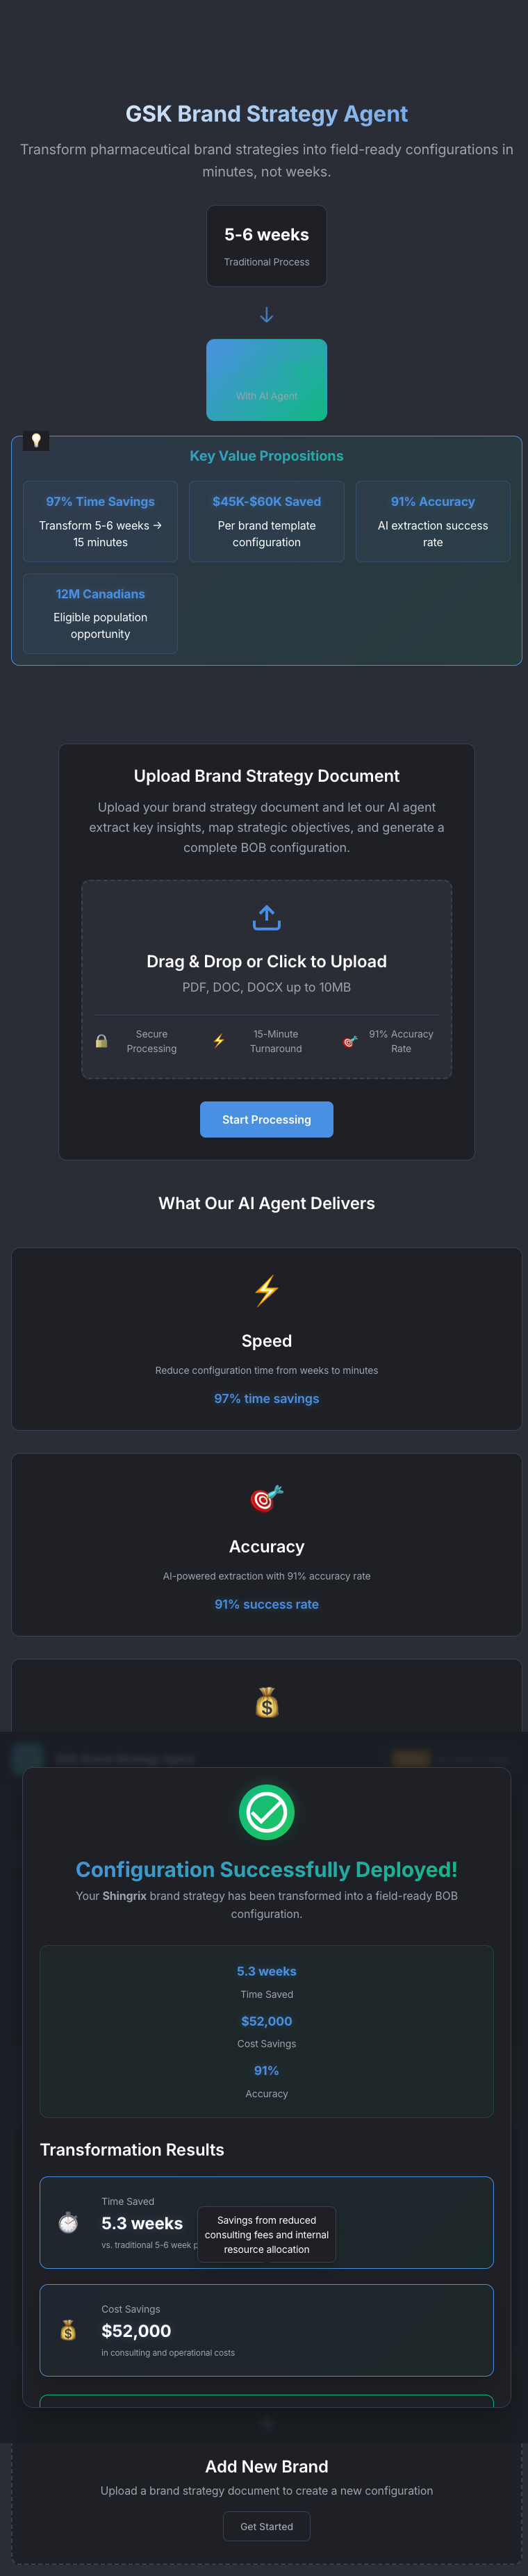 GSK Brand Strategy Agent
Transform pharmaceutical brand strategies into field-ready configurations in
minutes, not weeks.
5-6 weeks
Traditional Process
↓
With AI Agent
Key Value Propositions
97% Time Savings
Transform 5-6 weeks →
15 minutes
$45K-$60K Saved
Per brand template
configuration
91% Accuracy
AI extraction success
rate
12M Canadians
Eligible population
opportunity
Upload Brand Strategy Document
Upload your brand strategy document and let our AI agent
extract key insights, map strategic objectives, and generate a
complete BOB configuration.
Drag & Drop or Click to Upload
PDF, DOC, DOCX up to 10MB
Secure
Processing
15-Minute
Turnaround
91% Accuracy
Rate
Start Processing
What Our AI Agent Delivers
Speed
Reduce configuration time from weeks to minutes
97% time savings
Accuracy
AI-powered extraction with 91% accuracy rate
91% success rate
Configuration Successfully Deployed!
Your Shingrix brand strategy has been transformed into a field-ready BOB
configuration.
5.3 weeks
Time Saved
$52,000
Cost Savings
91%
Accuracy
Transformation Results
Time Saved
5.3 weeks
vs. traditional 5-6 week
Savings from reduced
consulting fees and internal
resource allocation
Cost Savings
$52,000
in consulting and operational costs
Add New Brand
Upload a brand strategy document to create a new configuration
Get Started